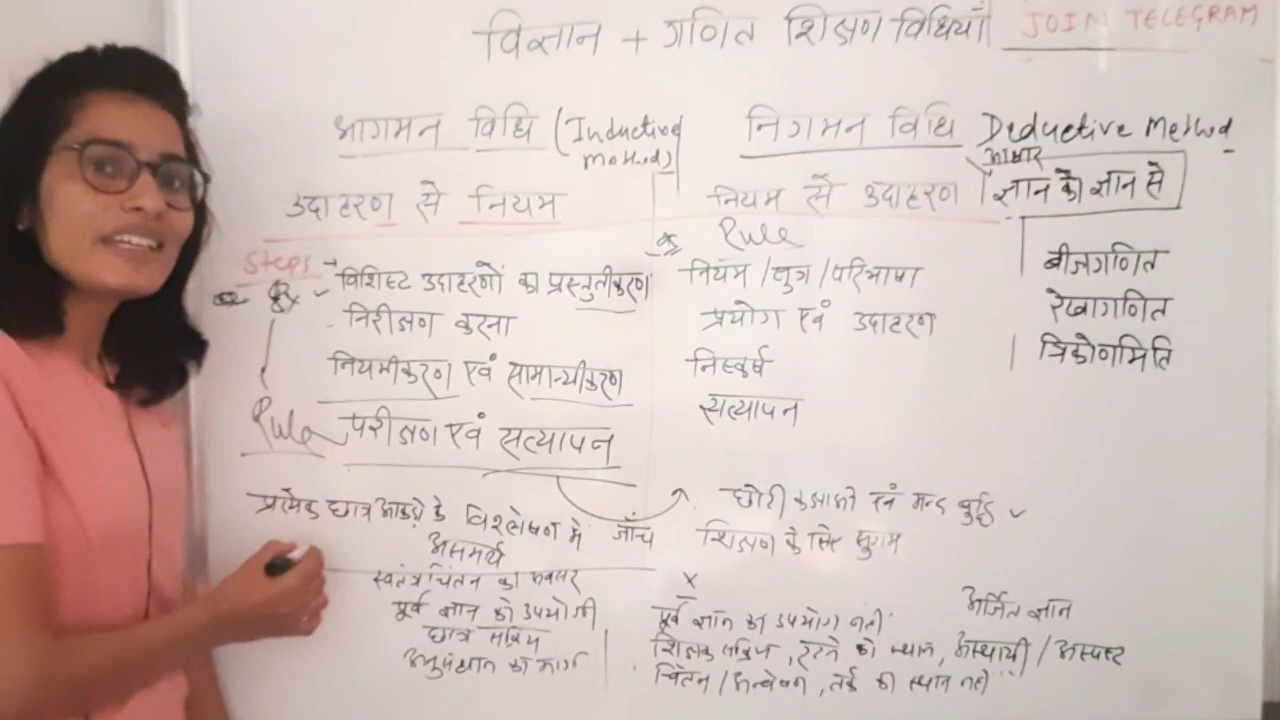 विज्ञान + गणित शिक्षण विधियाँ
JOIN TELEGRAM
आगमन विधि (Inductive Method)
उदाहरण से नियम
Steps → विशिष्ट उदाहरणों का प्रस्तुतीकरण
Ex
निरीक्षण करना
नियमीकरण एवं सामान्यीकरण
Rule परीक्षण एवं सत्यापन
प्रत्येक छात्र आकड़ो के विश्लेषण में
असमर्थ
जाँच
स्वतंत्र चिंतन का अवसर
पूर्व ज्ञान को उपयोगी
छात्र सक्रिय
अनुसंधान का मार्ग
निगमन विधि Deductive Method
नियम से उदाहरण
आधार
ज्ञान को ज्ञान से
Rule
नियम / सूत्र / परिभाषा
प्रयोग एवं उदाहरण
निष्कर्ष
सत्यापन
बीजगणित
रेखागणित
त्रिकोणमिति
छोटी कक्षाओ एवं मन्द बुद्धि
शिक्षण के लिए सुगम
x
पूर्व ज्ञान का उपयोग नही
अर्जित ज्ञान
शिक्षक सक्रिय, रटने को स्थान, अस्थायी / अस्पष्ट
चिंतन / अन्वेषण, तर्क को स्थान नही